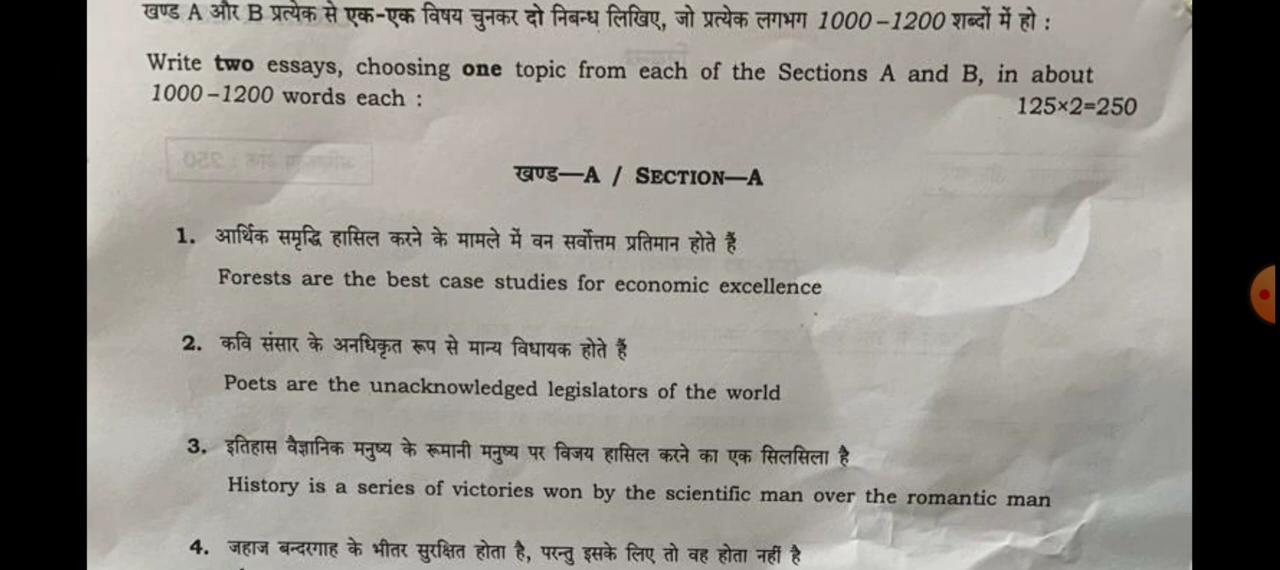 खण्ड A और B प्रत्येक से एक-एक विषय चुनकर दो निबन्ध लिखिए, जो प्रत्येक लगभग 1000–1200 शब्दों में हो :
Write two essays, choosing one topic from each of the Sections A and B, in about
1000–1200 words each :
125×2=250
खण्ड—A / SECTION—A
1. आर्थिक समृद्धि हासिल करने के मामले में वन सर्वोत्तम प्रतिमान होते हैं
Forests are the best case studies for economic excellence
2. कवि संसार के अनधिकृत रूप से मान्य विधायक होते हैं
Poets are the unacknowledged legislators of the world
3. इतिहास वैज्ञानिक मनुष्य के रूमानी मनुष्य पर विजय हासिल करने का एक सिलसिला है
History is a series of victories won by the scientific man over the romantic man
4. जहाज बन्दरगाह के भीतर सुरक्षित होता है, परन्तु इसके लिए तो वह होता नहीं है